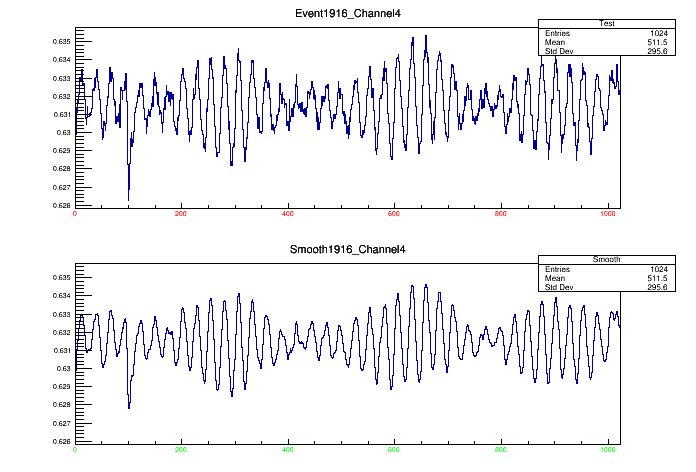 Event1916_Channel4
Test
Entries 1024
Mean 511.5
Std Dev 295.6
0.635
0.634
0.633
0.632
0.631
0.63
0.629
0.628
0.627
0.626
0 200 400 600 800 1000
Smooth1916_Channel4
Smooth
Entries 1024
Mean 511.5
Std Dev 295.6
0.635
0.634
0.633
0.632
0.631
0.63
0.629
0.628
0.627
0.626
0 200 400 600 800 1000